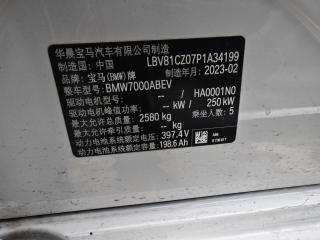 华晨宝马汽车有限公司制造
制造国：中国 LBV81CZ07P1A34199
品牌：宝马(BMW)牌 制造年月：2023-02
整车型号：BMW7000ABEV
驱动电机型号：-- / HA0001N0
驱动电机峰值功率：-- kW / 250 kW
最大允许总质量：2580 kg 乘坐人数：5
最大允许牵引质量：-- kg
动力电池系统额定电压：397.4 V
动力电池系统额定容量：198.6 Ah